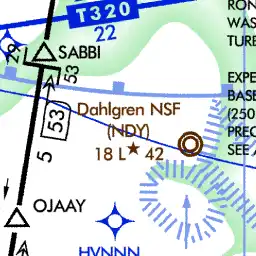 T320
22
SABBI
29
53
Dahlgren NSF
(NDY)
18 L★ 42
53
5
OJAAY
HVNNN
RON
WAS
TURE
EXPE
BASE
(250
PREC
SEE A